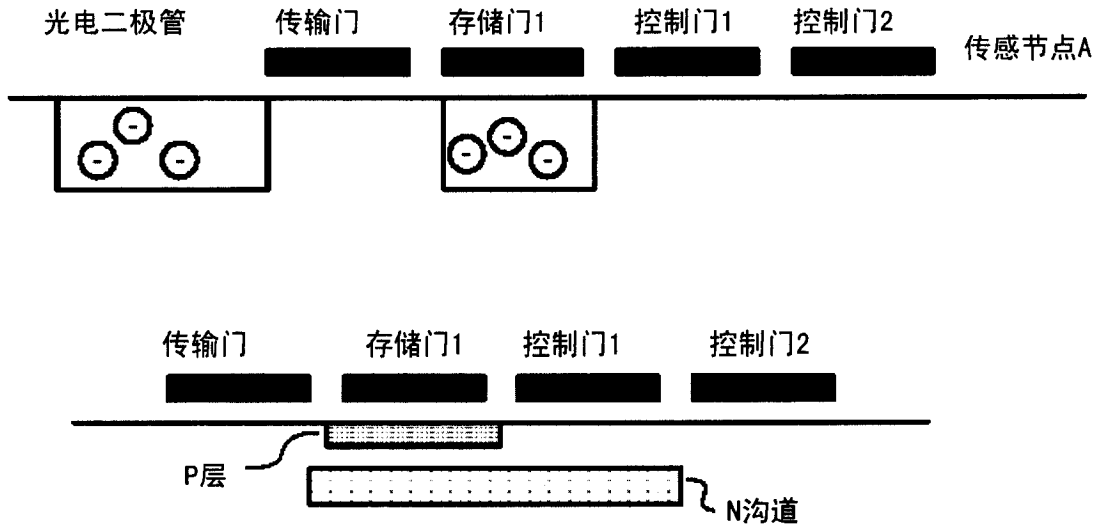 光电二极管 传输门 存储门1 控制门1 控制门2 传感节点A
- - - - - -
传输门 存储门1 控制门1 控制门2
P层
N沟道